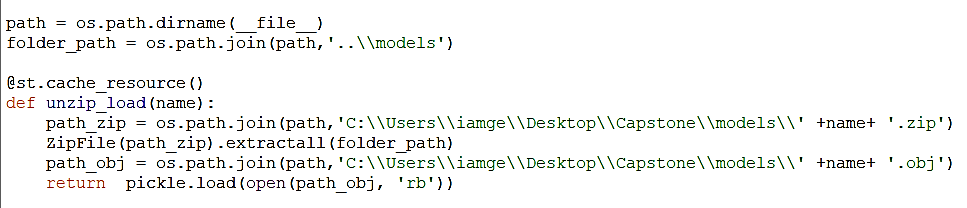 path = os.path.dirname(__file__)
folder_path = os.path.join(path,'..\\models')
@st.cache_resource()
def unzip_load(name):
    path_zip = os.path.join(path,'C:\\Users\\iamge\\Desktop\\Capstone\\models\\' +name+ '.zip')
    ZipFile(path_zip).extractall(folder_path)
    path_obj = os.path.join(path,'C:\\Users\\iamge\\Desktop\\Capstone\\models\\' +name+ '.obj')
    return  pickle.load(open(path_obj, 'rb'))